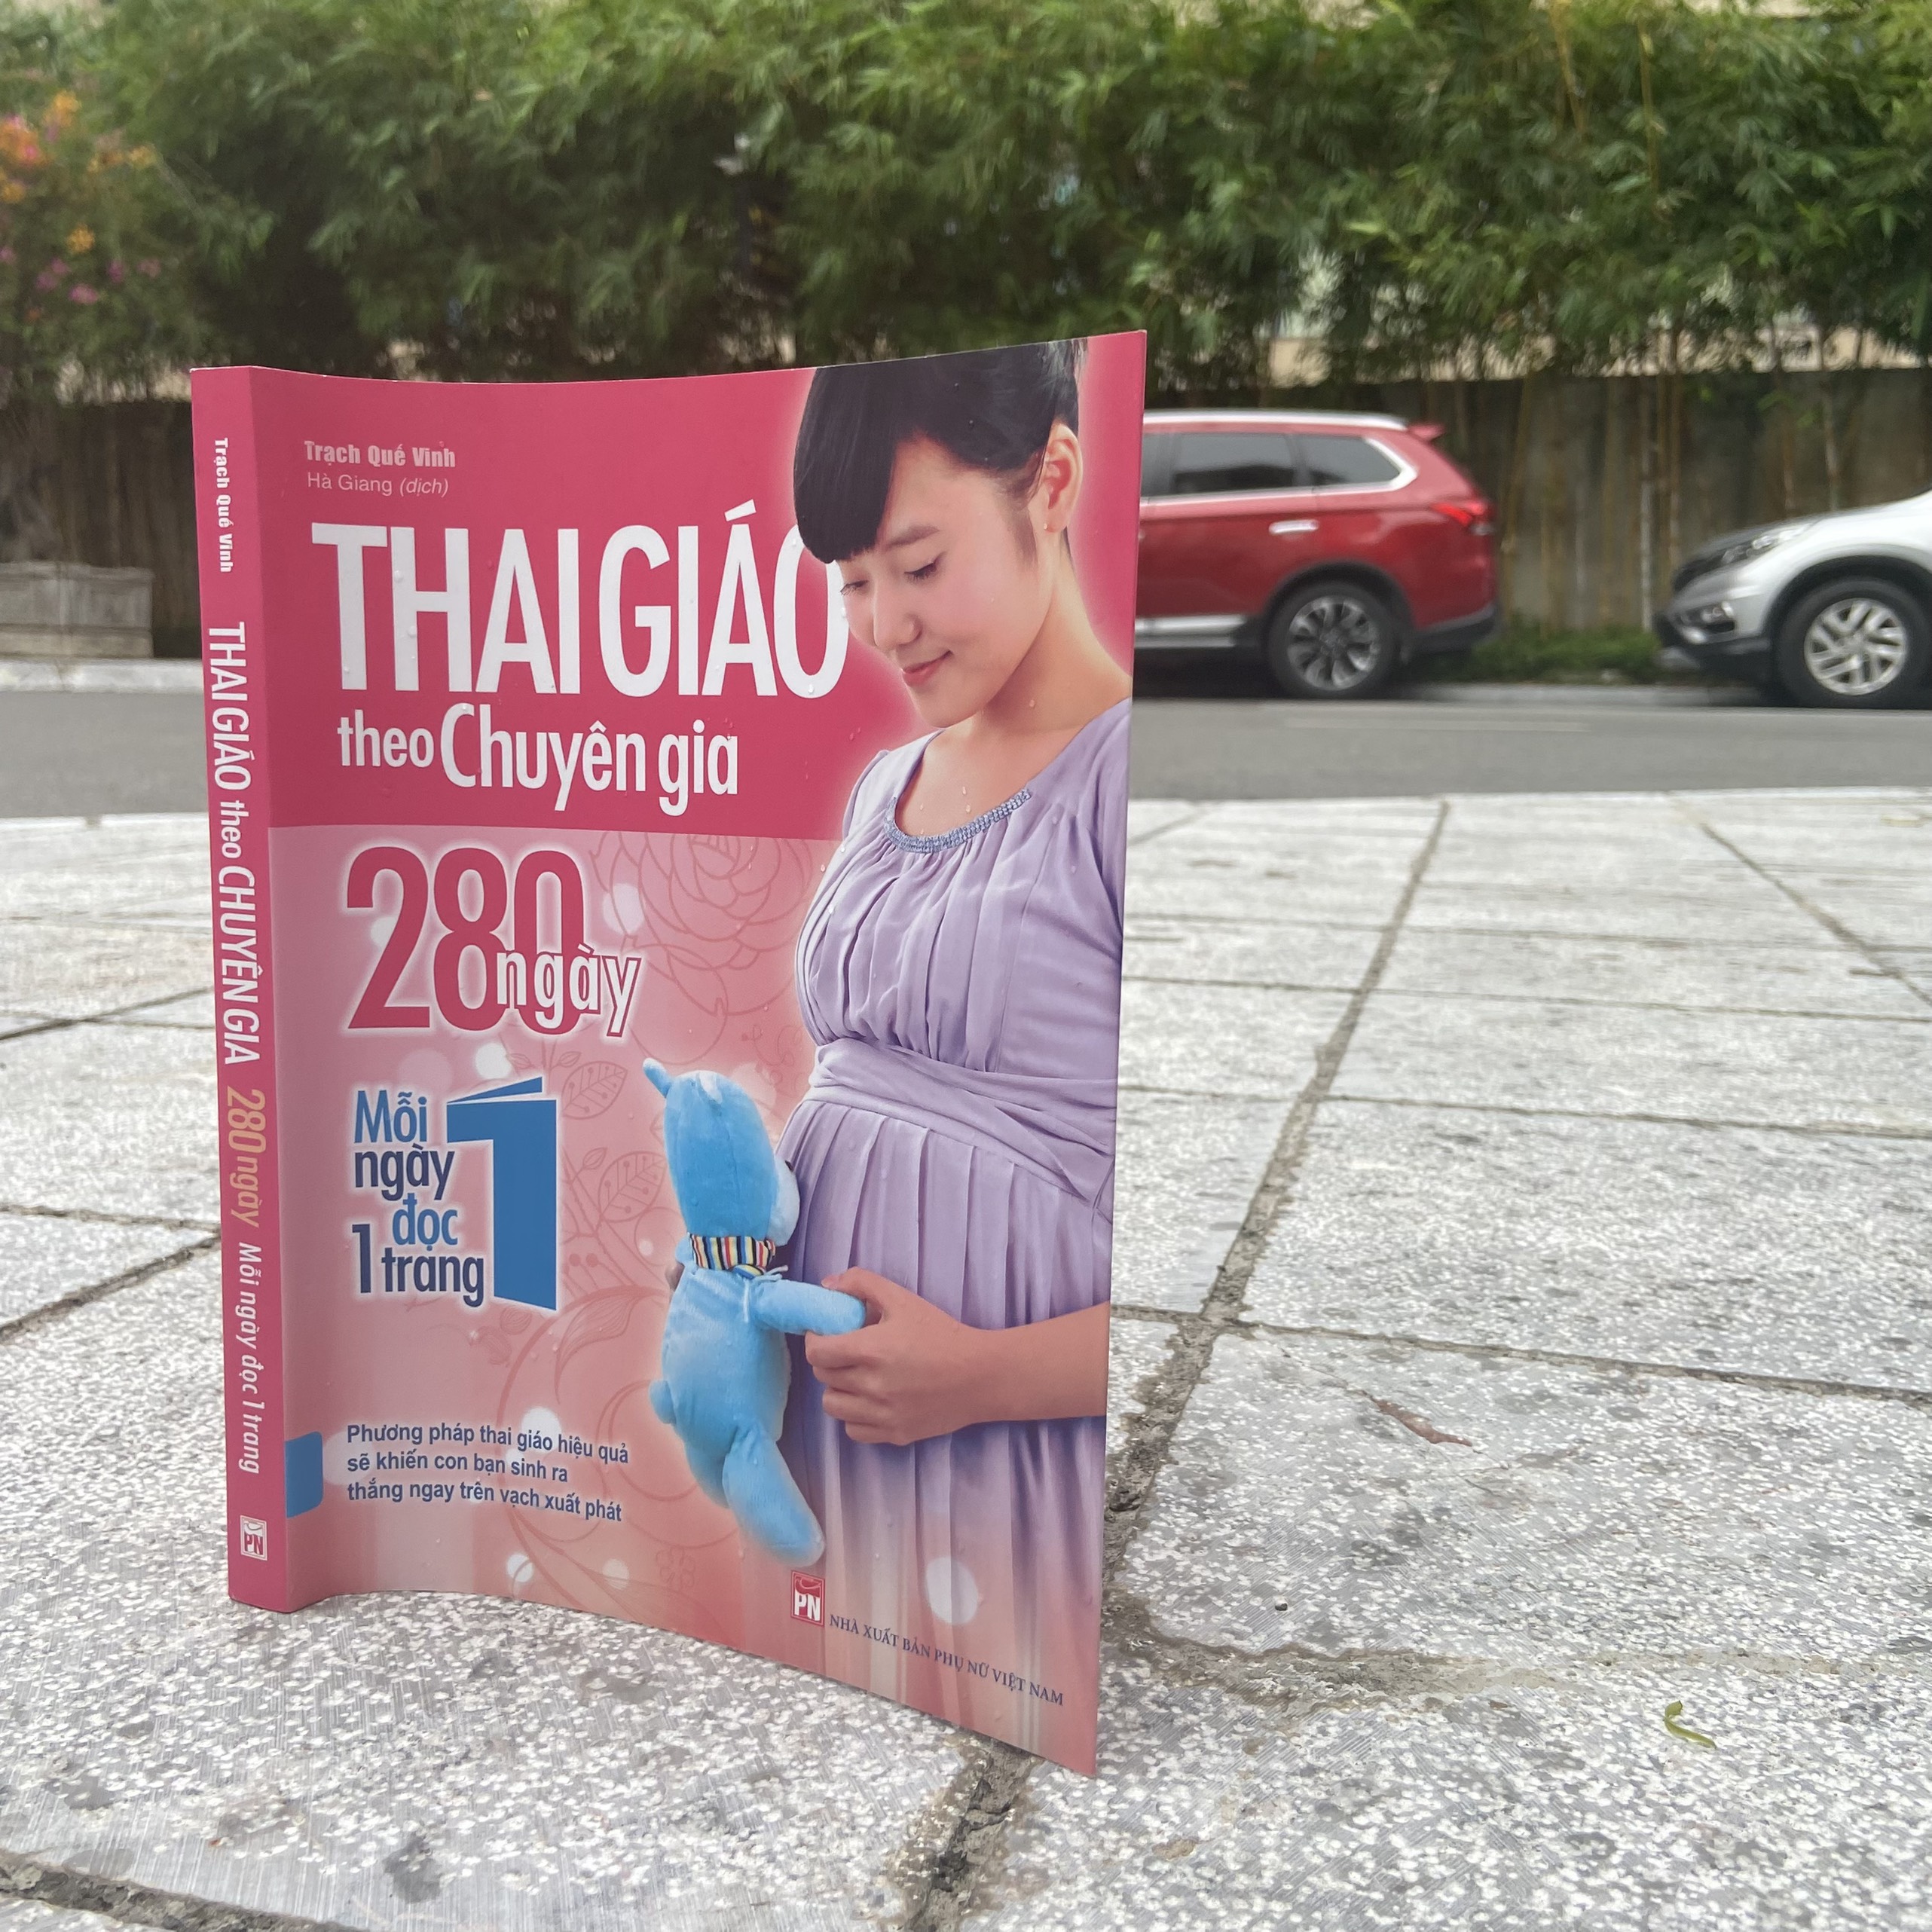 Trạch Quế Vinh THAI GIÁO theo CHUYÊN GIA 280 ngày Mỗi ngày đọc 1 trang
PN
Trạch Quế Vinh
Hà Giang (dịch)
THAI GIÁO
theo Chuyên gia
280 ngày
Mỗi
ngày
đọc
1 trang
1
Phương pháp thai giáo hiệu quả
sẽ khiến con bạn sinh ra
thắng ngay trên vạch xuất phát
PN
NHÀ XUẤT BẢN PHỤ NỮ VIỆT NAM